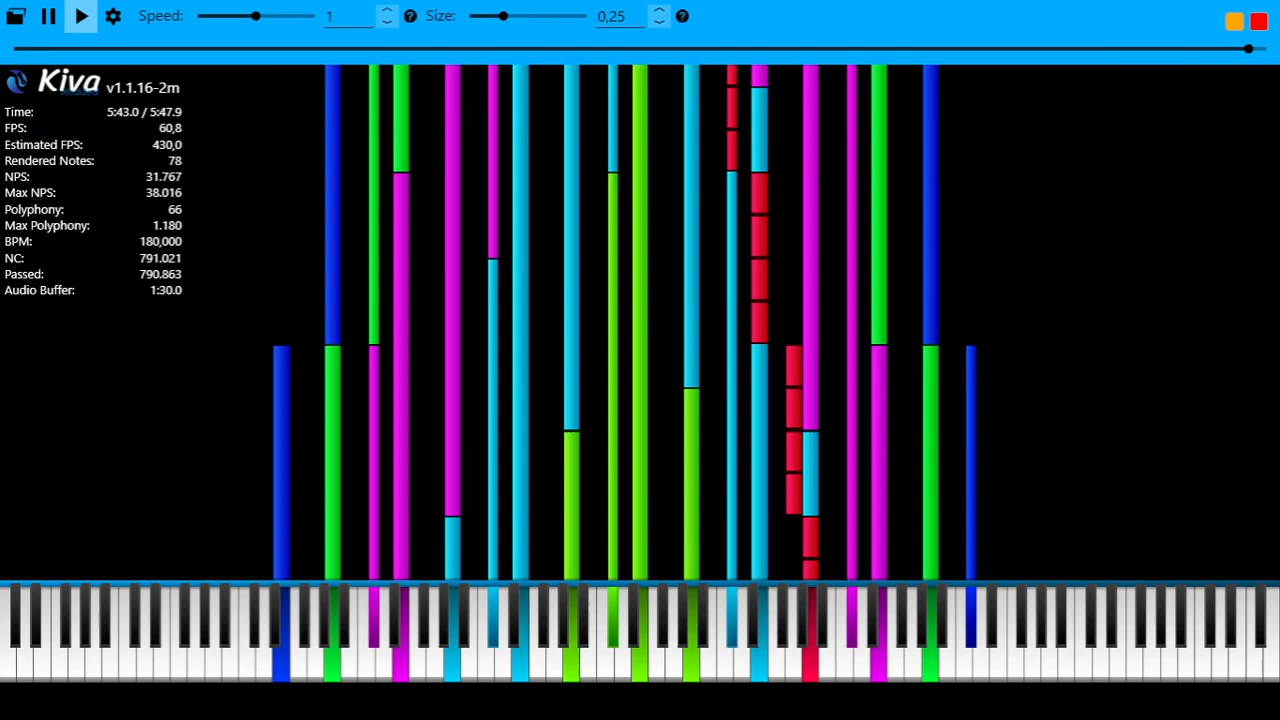 Speed: 1 Size: 0,25
Kiva v1.1.16-2m
Time: 5:43.0 / 5:47.9
FPS: 60,8
Estimated FPS: 430,0
Rendered Notes: 78
NPS: 31.767
Max NPS: 38.016
Polyphony: 66
Max Polyphony: 1.180
BPM: 180,000
NC: 791.021
Passed: 790.863
Audio Buffer: 1:30.0